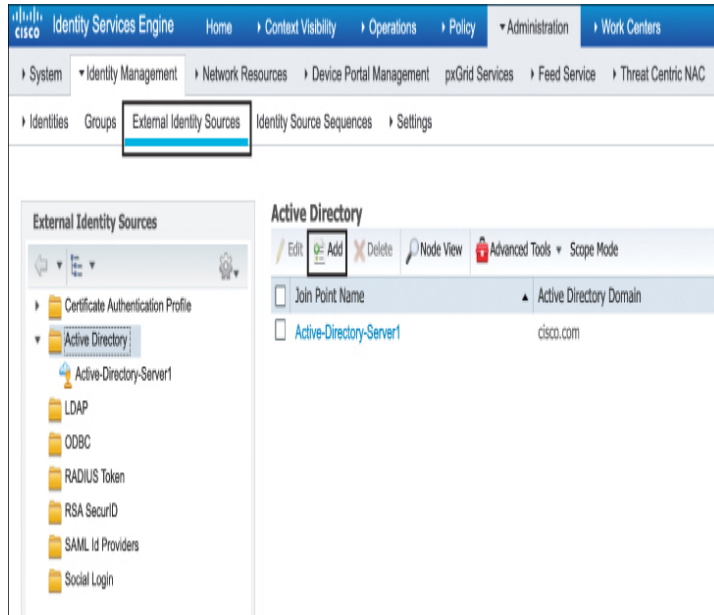 CISCO Identity Services Engine Home Context Visibility Operations Policy Administration Work Centers
System Identity Management Network Resources Device Portal Management pxGrid Services Feed Service Threat Centric NAC
Identities Groups External Identity Sources Identity Source Sequences Settings
External Identity Sources
Certificate Authentication Profile
Active Directory
Active-Directory-Server1
LDAP
ODBC
RADIUS Token
RSA SecurID
SAML Id Providers
Social Login
Active Directory
Edit Add Delete Node View Advanced Tools Scope Mode
Join Point Name Active Directory Domain
Active-Directory-Server1 cisco.com